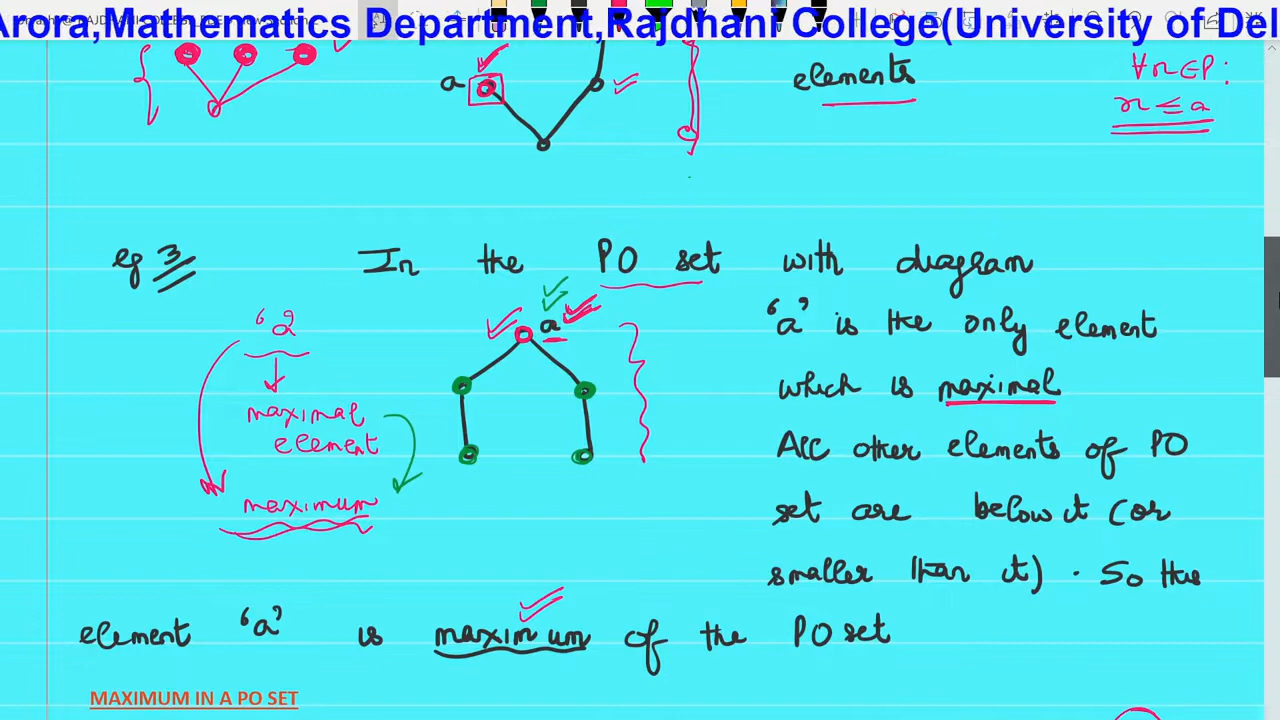 Arora,Mathematics Department,Rajdhani College(University of Del
a
elements
∀x∈P:
x ≤ a
eg 3
In the PO set with diagram
'a'
a
'a' is the only element
which is maximal
maximal
element
All other elements of PO
maximum
set are below it (or
smaller than it). So this
element 'a' is maximum of the PO set
MAXIMUM IN A PO SET